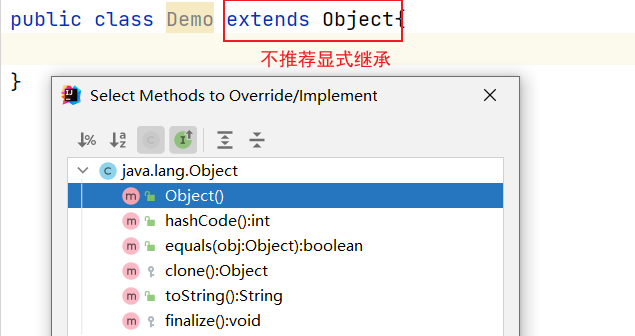 public class Demo extends Object{
不推荐显式继承
}
Select Methods to Override/Implement
java.lang.Object
m Object()
m hashCode():int
m equals(obj:Object):boolean
m clone():Object
m toString():String
m finalize():void